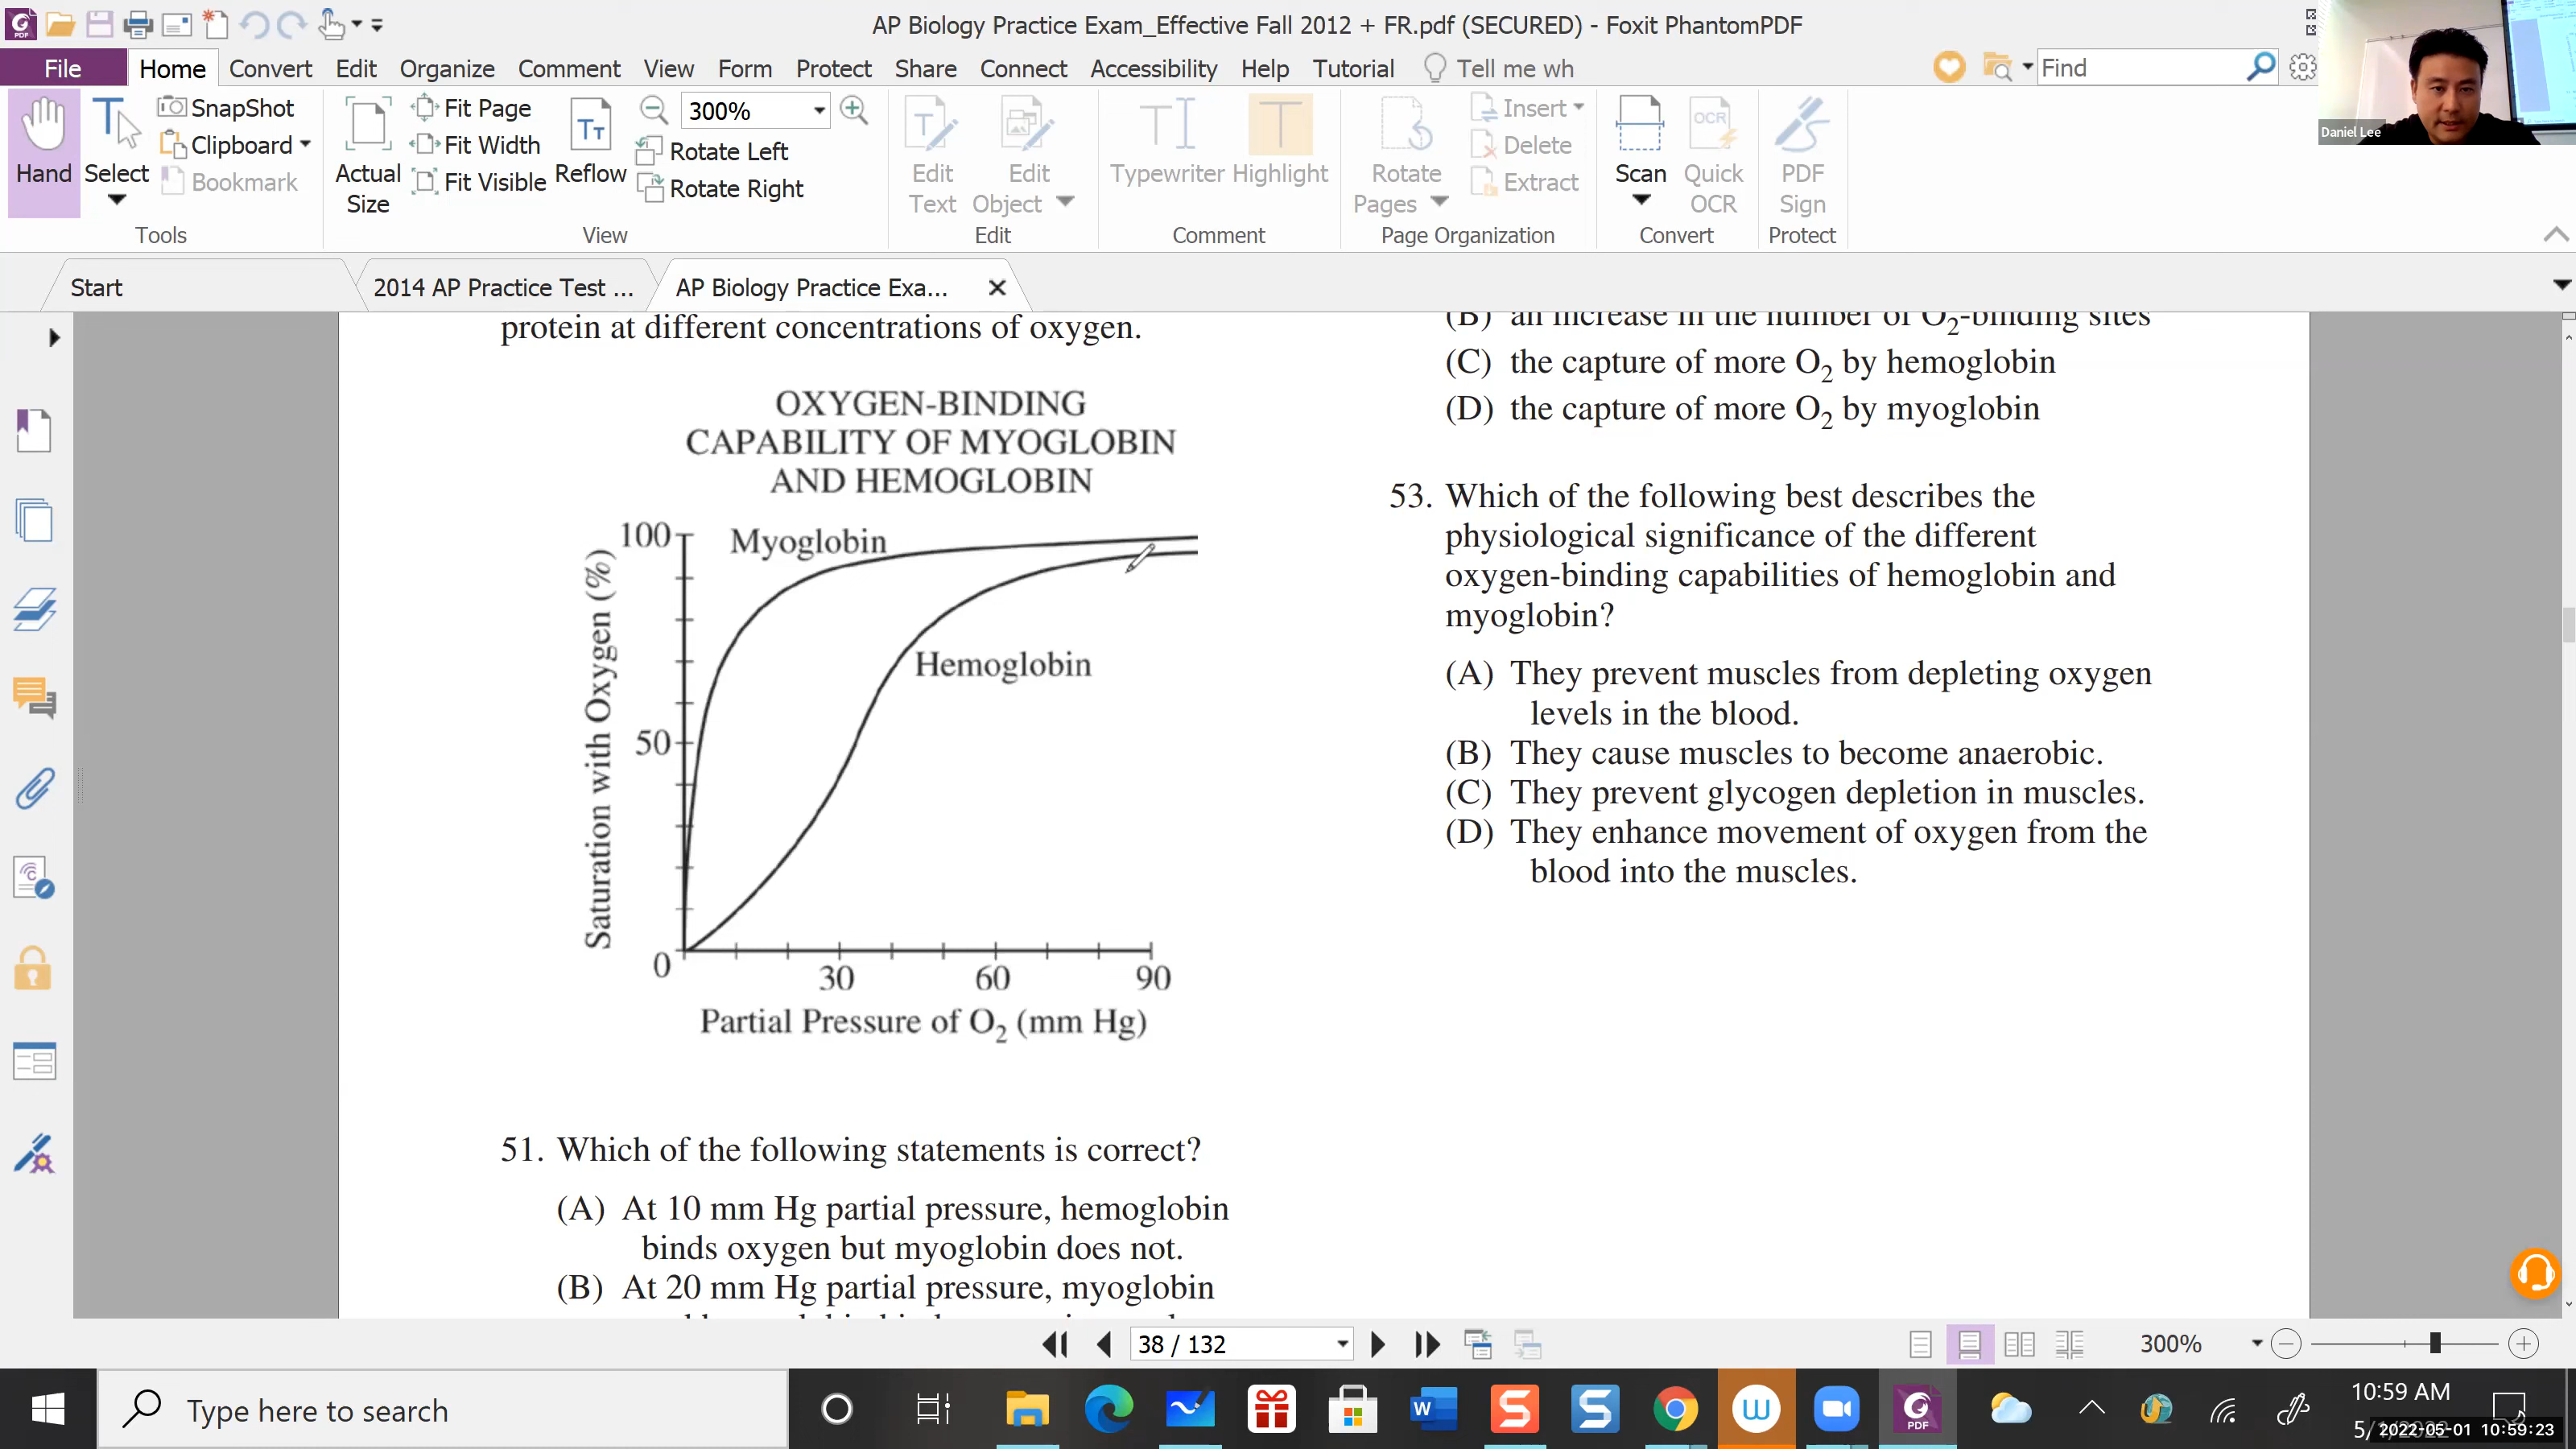 AP Biology Practice Exam_Effective Fall 2012 + FR.pdf (SECURED) - Foxit PhantomPDF
File Home Convert Edit Organize Comment View Form Protect Share Connect Accessibility Help Tutorial Tell me wh Find
Daniel Lee
Hand
Select
SnapShot
Clipboard
Bookmark
Tools
Actual Size
Fit Page
Fit Width
Fit Visible
Reflow
300%
Rotate Left
Rotate Right
View
Edit Text
Edit Object
Edit
Typewriter
Highlight
Comment
Rotate Pages
Insert
Delete
Extract
Page Organization
Scan
OCR
Quick OCR
Convert
PDF Sign
Protect
Start
2014 AP Practice Test ...
AP Biology Practice Exa...
protein at different concentrations of oxygen.
OXYGEN-BINDING
CAPABILITY OF MYOGLOBIN
AND HEMOGLOBIN
Saturation with Oxygen (%)
100
50
0
Myoglobin
Hemoglobin
30 60 90
Partial Pressure of O2 (mm Hg)
51. Which of the following statements is correct?
(A) At 10 mm Hg partial pressure, hemoglobin
binds oxygen but myoglobin does not.
(B) At 20 mm Hg partial pressure, myoglobin
(B) an increase in the number of O2-binding sites
(C) the capture of more O2 by hemoglobin
(D) the capture of more O2 by myoglobin
53. Which of the following best describes the
physiological significance of the different
oxygen-binding capabilities of hemoglobin and
myoglobin?
(A) They prevent muscles from depleting oxygen
levels in the blood.
(B) They cause muscles to become anaerobic.
(C) They prevent glycogen depletion in muscles.
(D) They enhance movement of oxygen from the
blood into the muscles.
38 / 132
300%
Type here to search
10:59 AM
2022-05-01 10:59:23